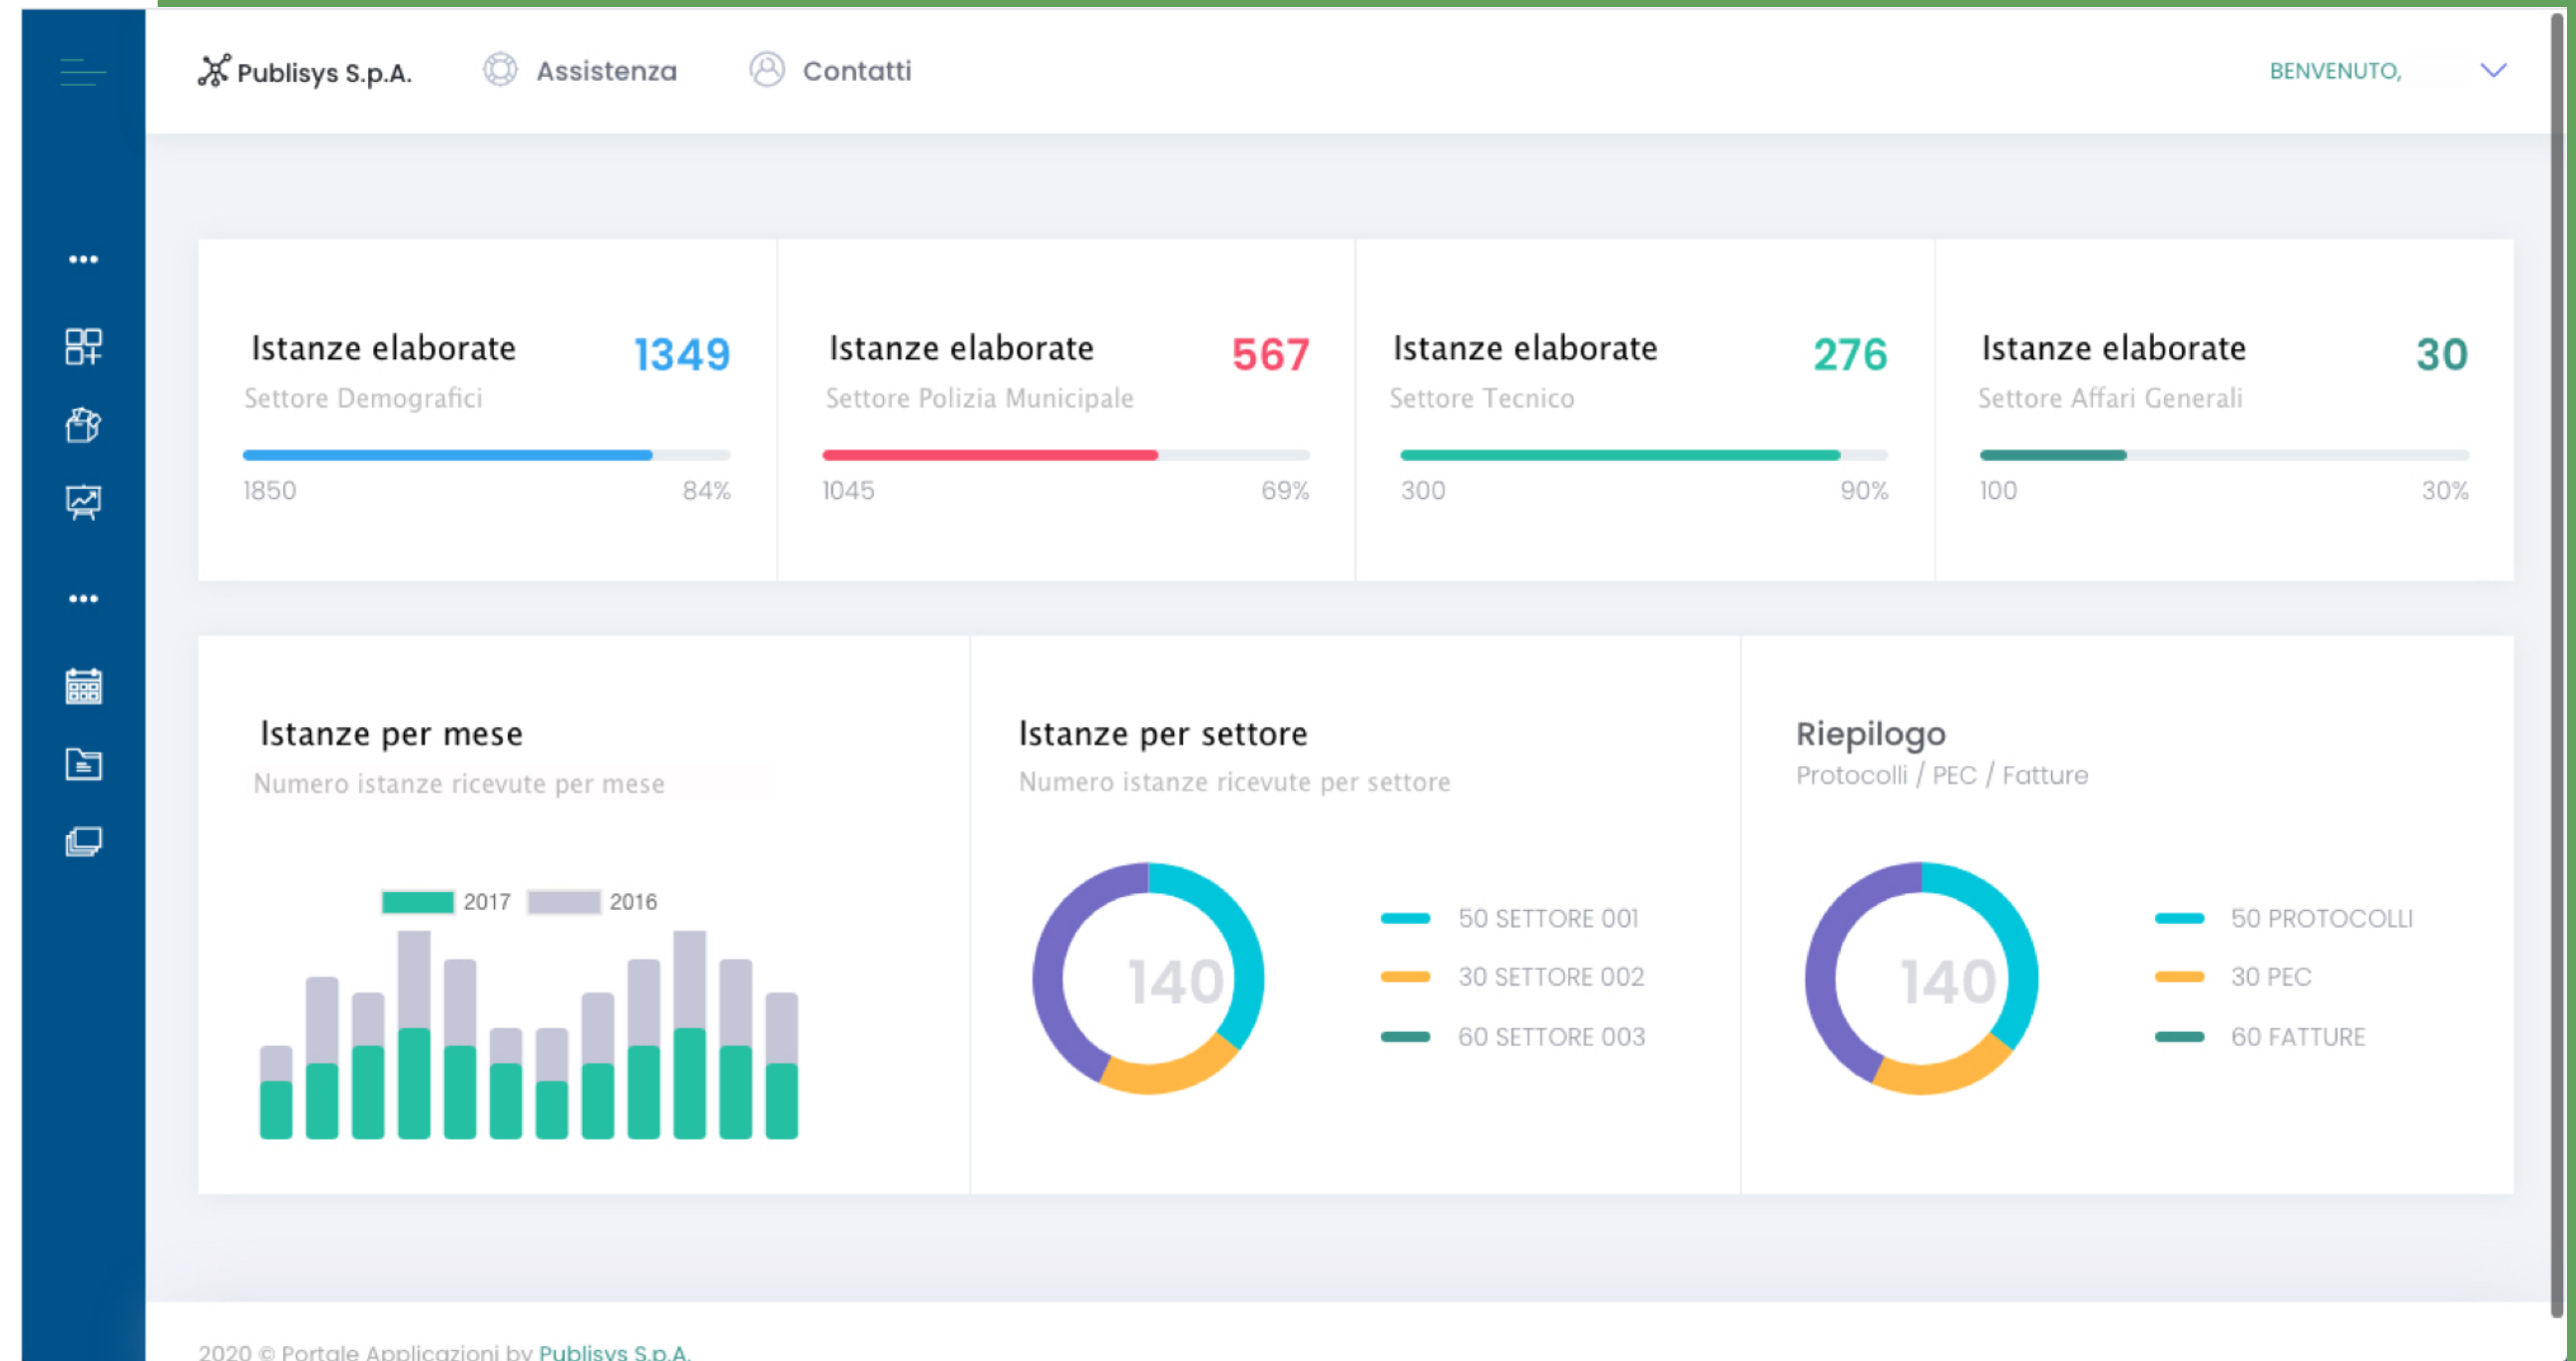 Publisys S.p.A. Assistenza Contatti BENVENUTO,
Istanze elaborate 1349
Settore Demografici
1850 84%
Istanze elaborate 567
Settore Polizia Municipale
1045 69%
Istanze elaborate 276
Settore Tecnico
300 90%
Istanze elaborate 30
Settore Affari Generali
100 30%
Istanze per mese
Numero istanze ricevute per mese
2017 2016
Istanze per settore
Numero istanze ricevute per settore
140
50 SETTORE 001
30 SETTORE 002
60 SETTORE 003
Riepilogo
Protocolli / PEC / Fatture
140
50 PROTOCOLLI
30 PEC
60 FATTURE
2020 © Portale Applicazioni by Publisys S.p.A.